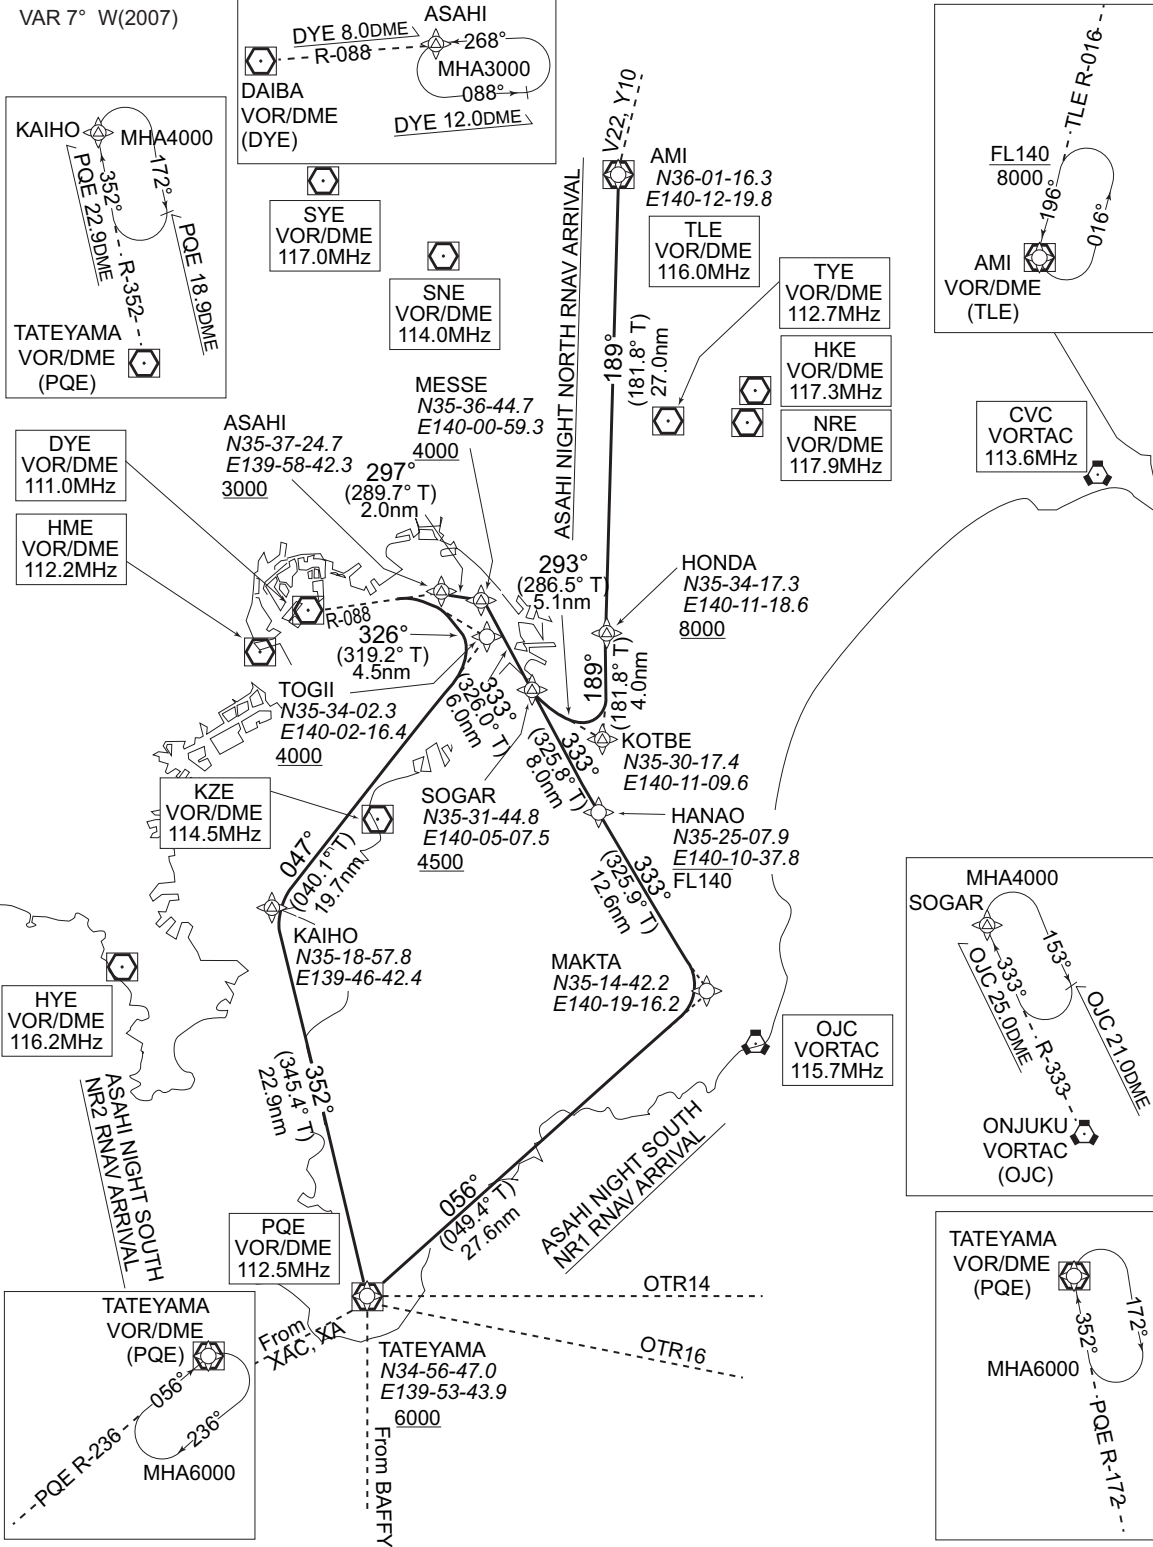 VAR 7° W(2007)
ASAHI
DYE 8.0DME
R-088
268°
MHA3000
088°
DYE 12.0DME
DAIBA
VOR/DME
(DYE)
KAIHO
MHA4000
172°
352°
PQE 22.9DME
PQE 18.9DME
R-352
TATEYAMA
VOR/DME
(PQE)
TLE R-016
FL140
8000
196°
016°
AMI
VOR/DME
(TLE)
V22, Y10
AMI
N36-01-16.3
E140-12-19.8
SYE
VOR/DME
117.0MHz
SNE
VOR/DME
114.0MHz
TLE
VOR/DME
116.0MHz
TYE
VOR/DME
112.7MHz
HKE
VOR/DME
117.3MHz
NRE
VOR/DME
117.9MHz
CVC
VORTAC
113.6MHz
ASAHI NIGHT NORTH RNAV ARRIVAL
189°
(181.8° T)
27.0nm
MESSE
N35-36-44.7
E140-00-59.3
4000
ASAHI
N35-37-24.7
E139-58-42.3
3000
297°
(289.7° T)
2.0nm
DYE
VOR/DME
111.0MHz
HME
VOR/DME
112.2MHz
293°
(286.5° T)
5.1nm
HONDA
N35-34-17.3
E140-11-18.6
8000
R-088
326°
(319.2° T)
4.5nm
189°
(181.8° T)
4.0nm
TOGII
N35-34-02.3
E140-02-16.4
4000
333°
(326.0° T)
6.0nm
333°
(325.8° T)
8.0nm
KOTBE
N35-30-17.4
E140-11-09.6
KZE
VOR/DME
114.5MHz
SOGAR
N35-31-44.8
E140-05-07.5
4500
HANAO
N35-25-07.9
E140-10-37.8
FL140
047°
(040.1° T)
19.7nm
333°
(325.9° T)
12.6nm
KAIHO
N35-18-57.8
E139-46-42.4
MAKTA
N35-14-42.2
E140-19-16.2
MHA4000
SOGAR
153°
333°
OJC 25.0DME
OJC 21.0DME
R-333
ONJUKU
VORTAC
(OJC)
HYE
VOR/DME
116.2MHz
OJC
VORTAC
115.7MHz
352°
(345.4° T)
22.9nm
ASAHI NIGHT SOUTH
NR2 RNAV ARRIVAL
056°
(049.4° T)
27.6nm
ASAHI NIGHT SOUTH
NR1 RNAV ARRIVAL
PQE
VOR/DME
112.5MHz
OTR14
OTR16
From
XAC, XA
TATEYAMA
N34-56-47.0
E139-53-43.9
6000
From BAFFY
TATEYAMA
VOR/DME
(PQE)
056°
236°
PQE R-236
MHA6000
TATEYAMA
VOR/DME
(PQE)
172°
352°
MHA6000
PQE R-172